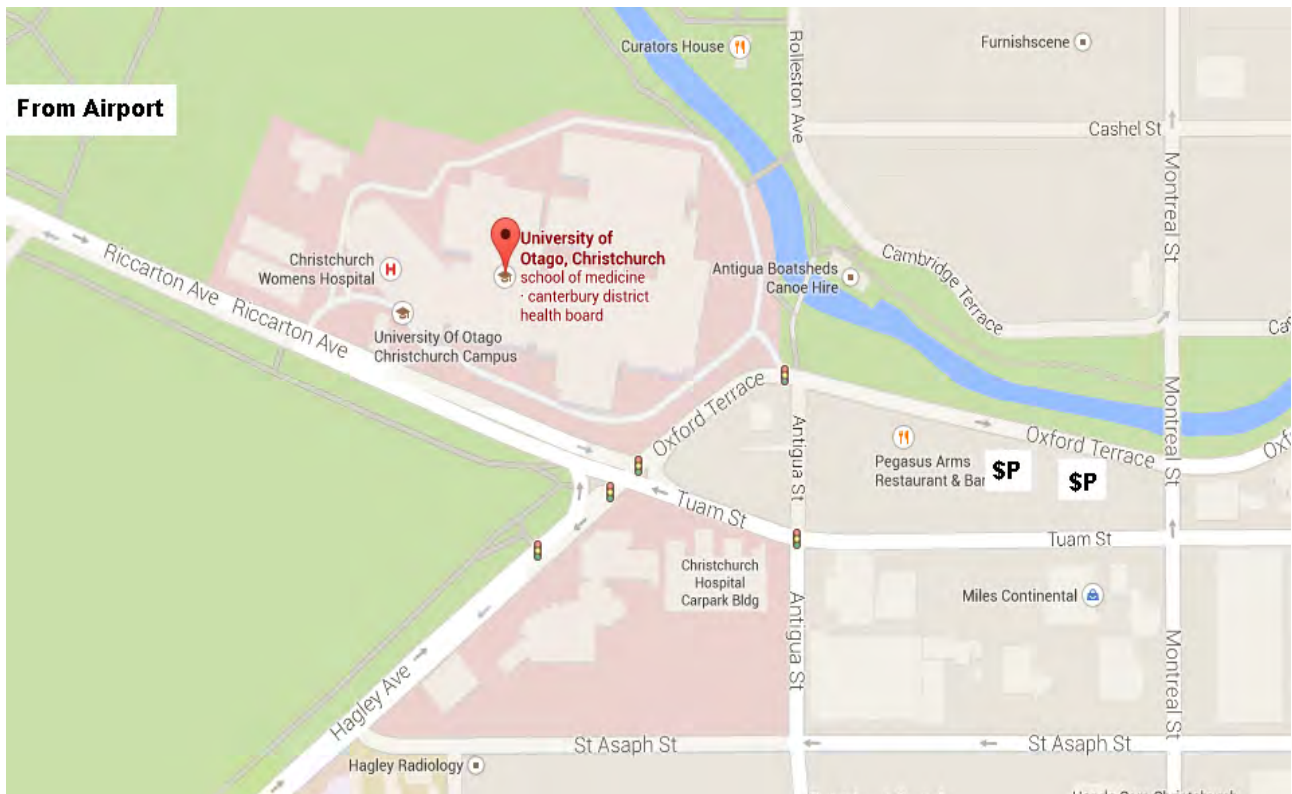 Curators House
Rolleston Ave
Furnishscene
From Airport
Cashel St
Montreal St
University of
Otago, Christchurch
school of medicine
· canterbury district
health board
Christchurch
Womens Hospital
H
Riccarton Ave
Riccarton Ave
University Of Otago
Christchurch Campus
Antigua Boatsheds
Canoe Hire
Cambridge Terrace
Oxford Terrace
Antigua St
Pegasus Arms
Restaurant & Bar
$P
$P
Oxford Terrace
Montreal St
Tuam St
Tuam St
Christchurch
Hospital
Carpark Bldg
Miles Continental
Antigua St
Montreal St
Hagley Ave
St Asaph St
St Asaph St
Hagley Radiology